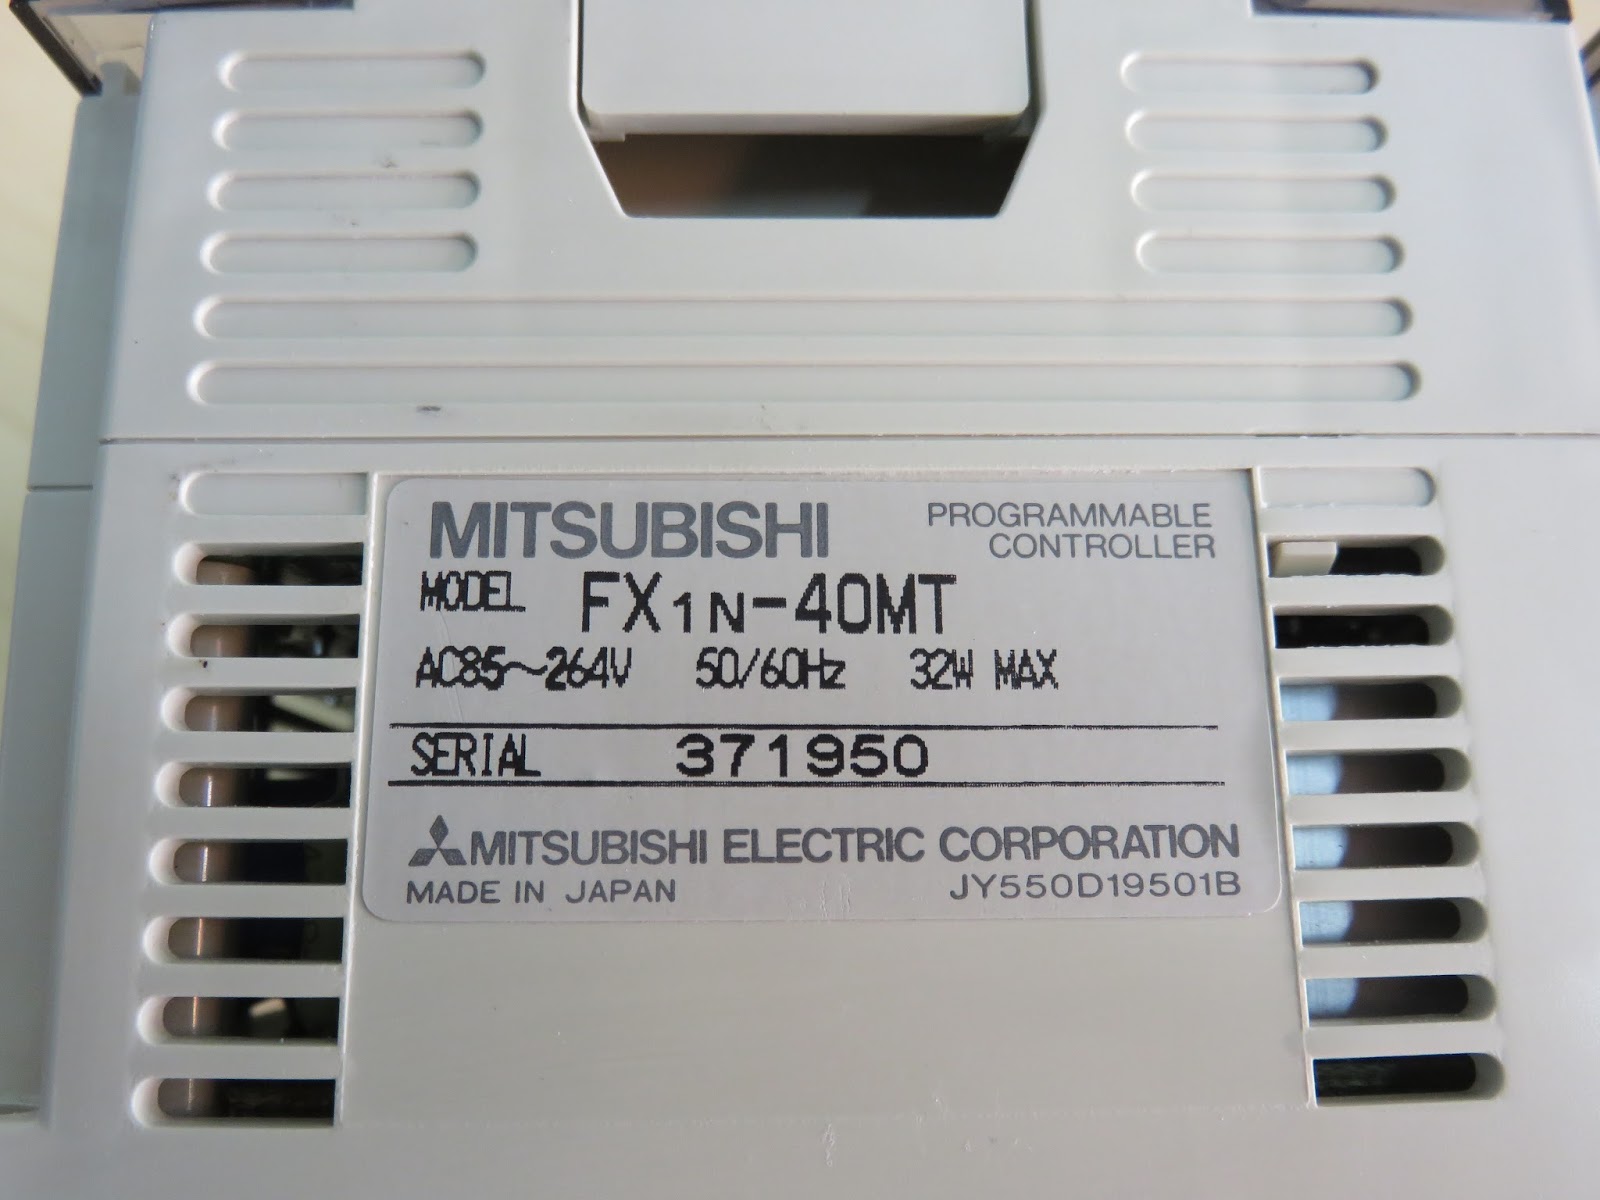 MITSUBISHI PROGRAMMABLE CONTROLLER
MODEL FX1N-40MT
AC85~264V 50/60Hz 32W MAX
SERIAL 371950
MITSUBISHI ELECTRIC CORPORATION
MADE IN JAPAN JY550D19501B